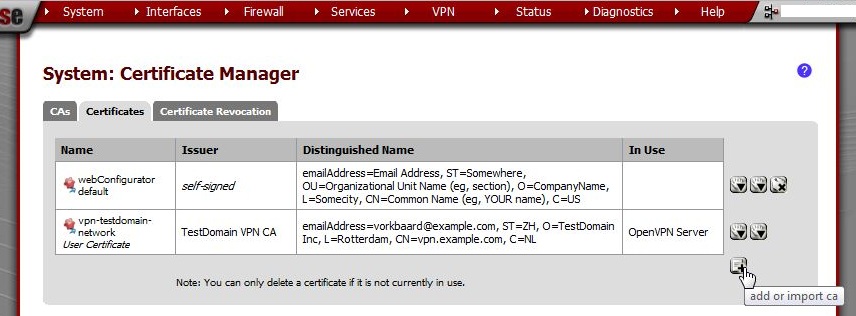 se System Interfaces Firewall Services VPN Status Diagnostics Help
System: Certificate Manager
?
CAs Certificates Certificate Revocation
Name Issuer Distinguished Name In Use
webConfigurator
default
self-signed
emailAddress=Email Address, ST=Somewhere,
OU=Organizational Unit Name (eg, section), O=CompanyName,
L=Somecity, CN=Common Name (eg, YOUR name), C=US
vpn-testdomain-
network
User Certificate
TestDomain VPN CA
emailAddress=vorkbaard@example.com, ST=ZH, O=TestDomain
Inc, L=Rotterdam, CN=vpn.example.com, C=NL
OpenVPN Server
Note: You can only delete a certificate if it is not currently in use.
add or import ca